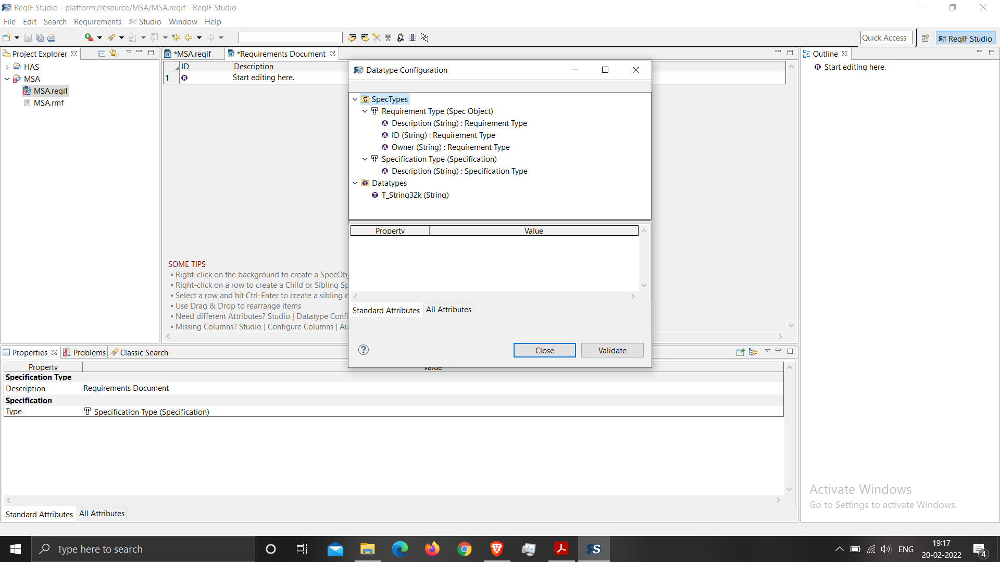 ReqIF Studio - platform:/resource/MSA/MSA.reqif - ReqIF Studio
File Edit Search Requirements Studio Window Help
Quick Access
ReqIF Studio
Project Explorer
HAS
MSA
MSA.reqif
MSA.rmf
*MSA.reqif
*Requirements Document
ID Description
1 Start editing here.
SOME TIPS
• Right-click on the background to create a SpecObj
• Right-click on a row to create a Child or Sibling Sp
• Select a row and hit Ctrl-Enter to create a sibling
• Use Drag & Drop to rearrange items
• Need different Attributes? Studio | Datatype Confi
• Missing Columns? Studio | Configure Columns | Au
Datatype Configuration
SpecTypes
Requirement Type (Spec Object)
Description (String) : Requirement Type
ID (String) : Requirement Type
Owner (String) : Requirement Type
Specification Type (Specification)
Description (String) : Specification Type
Datatypes
T_String32k (String)
Property Value
Standard Attributes All Attributes
Close Validate
Outline
Start editing here.
Properties Problems Classic Search
Property Value
Specification Type
Description Requirements Document
Specification
Type Specification Type (Specification)
Standard Attributes All Attributes
Activate Windows
Go to Settings to activate Windows.
Type here to search
ENG
19:17
20-02-2022
4